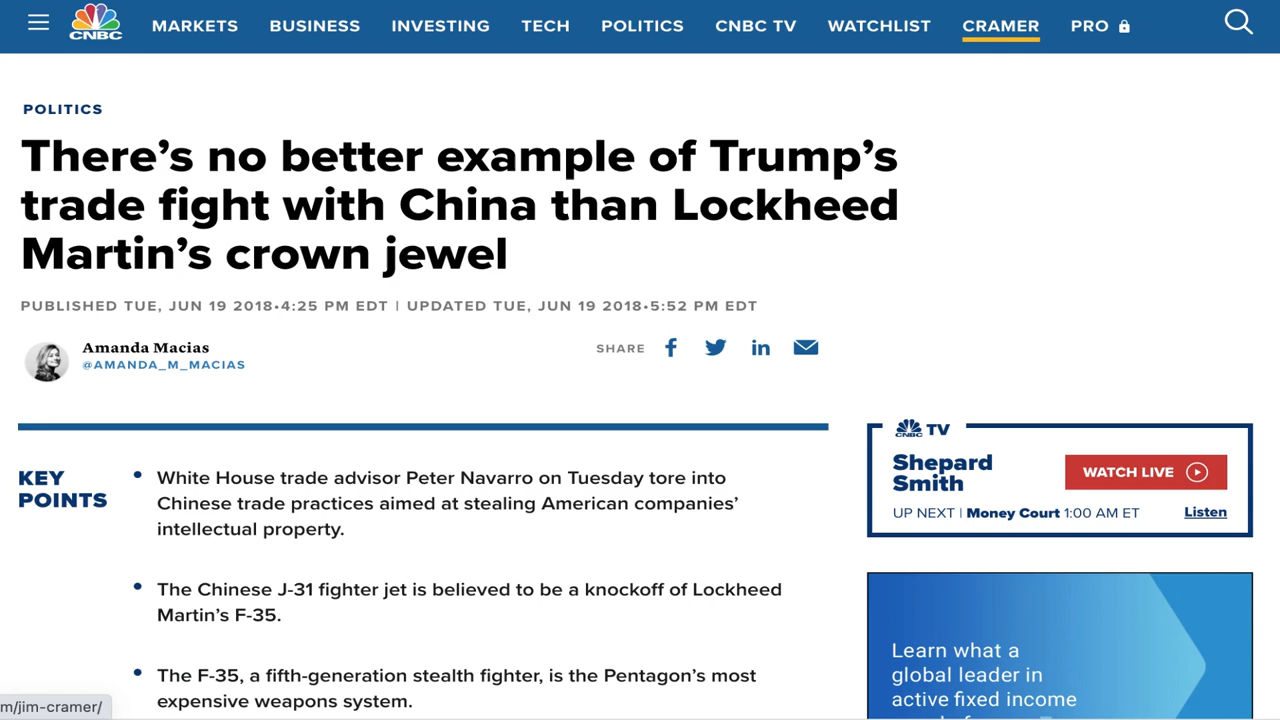 CNBC
MARKETS BUSINESS INVESTING TECH POLITICS CNBC TV WATCHLIST CRAMER PRO
POLITICS
There’s no better example of Trump’s
trade fight with China than Lockheed
Martin’s crown jewel
PUBLISHED TUE, JUN 19 2018•4:25 PM EDT | UPDATED TUE, JUN 19 2018•5:52 PM EDT
Amanda Macias
@AMANDA_M_MACIAS
SHARE
KEY
POINTS
White House trade advisor Peter Navarro on Tuesday tore into
Chinese trade practices aimed at stealing American companies’
intellectual property.
The Chinese J-31 fighter jet is believed to be a knockoff of Lockheed
Martin’s F-35.
The F-35, a fifth-generation stealth fighter, is the Pentagon’s most
expensive weapons system.
CNBC TV
Shepard
Smith
WATCH LIVE
UP NEXT | Money Court 1:00 AM ET
Listen
Learn what a
global leader in
active fixed income
m/jim-cramer/